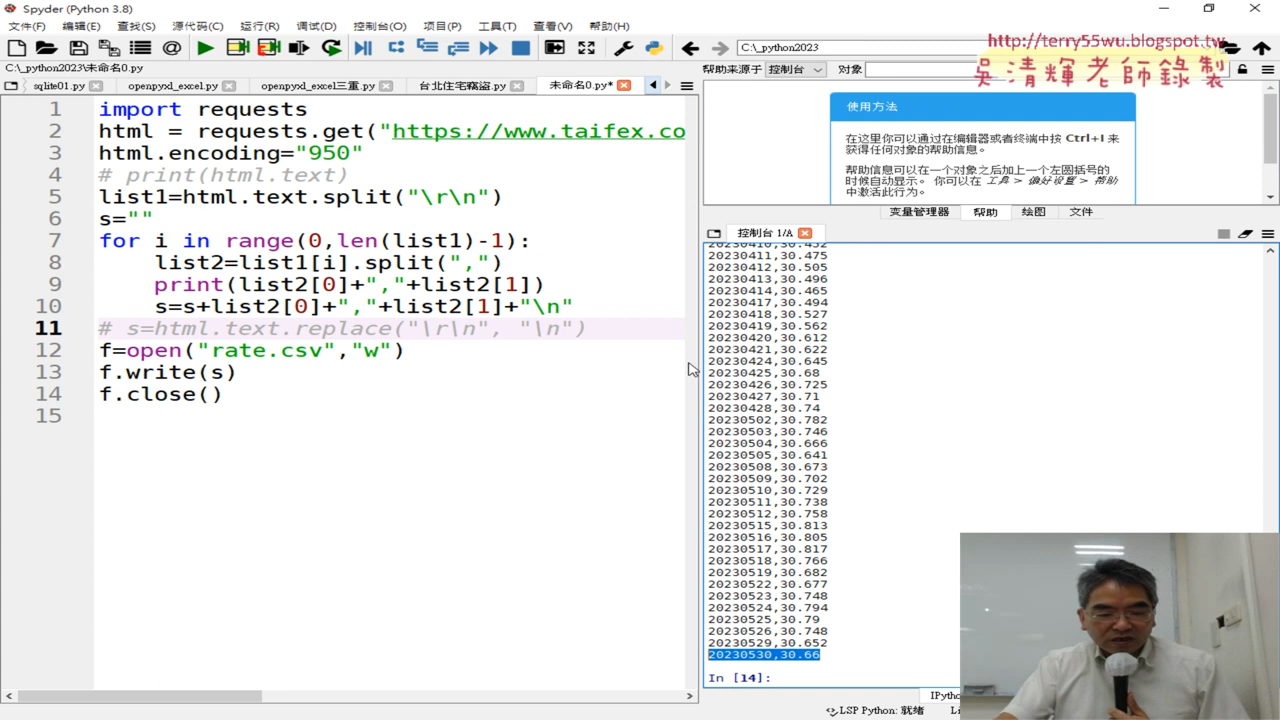 Spyder (Python 3.8)
文件(F) 编辑(E) 查找(S) 源代码(C) 运行(R) 调试(D) 控制台(O) 项目(P) 工具(T) 查看(V) 帮助(H)
C:\_python2023
http://terry55wu.blogspot.tw
吳清輝老師錄製
C:\_python2023\未命名0.py
帮助来源于 控制台 对象
sqlite01.py openpyxl_excel.py openpyxl_excel三重.py 台北住宅竊盜.py 未命名0.py*
1 import requests
2 html = requests.get("https://www.taifex.co
3 html.encoding="950"
4 # print(html.text)
5 list1=html.text.split("\r\n")
6 s=""
7 for i in range(0,len(list1)-1):
8 list2=list1[i].split(",")
9 print(list2[0]+","+list2[1])
10 s=s+list2[0]+","+list2[1]+"\n"
11 # s=html.text.replace("\r\n", "\n")
12 f=open("rate.csv","w")
13 f.write(s)
14 f.close()
15
使用方法
在这里你可以通过在编辑器或者终端中按 Ctrl+I 来
获得任何对象的帮助信息。
帮助信息可以在一个对象之后加上一个左圆括号的
时候自动显示。 你可以在 工具 > 偏好设置 > 帮助
中激活此行为。
变量管理器 帮助 绘图 文件
控制台 1/A
20230410,30.452
20230411,30.475
20230412,30.505
20230413,30.496
20230414,30.465
20230417,30.494
20230418,30.527
20230419,30.562
20230420,30.612
20230421,30.622
20230424,30.645
20230425,30.68
20230426,30.725
20230427,30.71
20230428,30.74
20230502,30.782
20230503,30.746
20230504,30.666
20230505,30.641
20230508,30.673
20230509,30.702
20230510,30.729
20230511,30.738
20230512,30.758
20230515,30.813
20230516,30.805
20230517,30.817
20230518,30.766
20230519,30.682
20230522,30.677
20230523,30.748
20230524,30.794
20230525,30.79
20230526,30.748
20230529,30.652
20230530,30.66
In [14]:
IPytho
LSP Python: 就绪